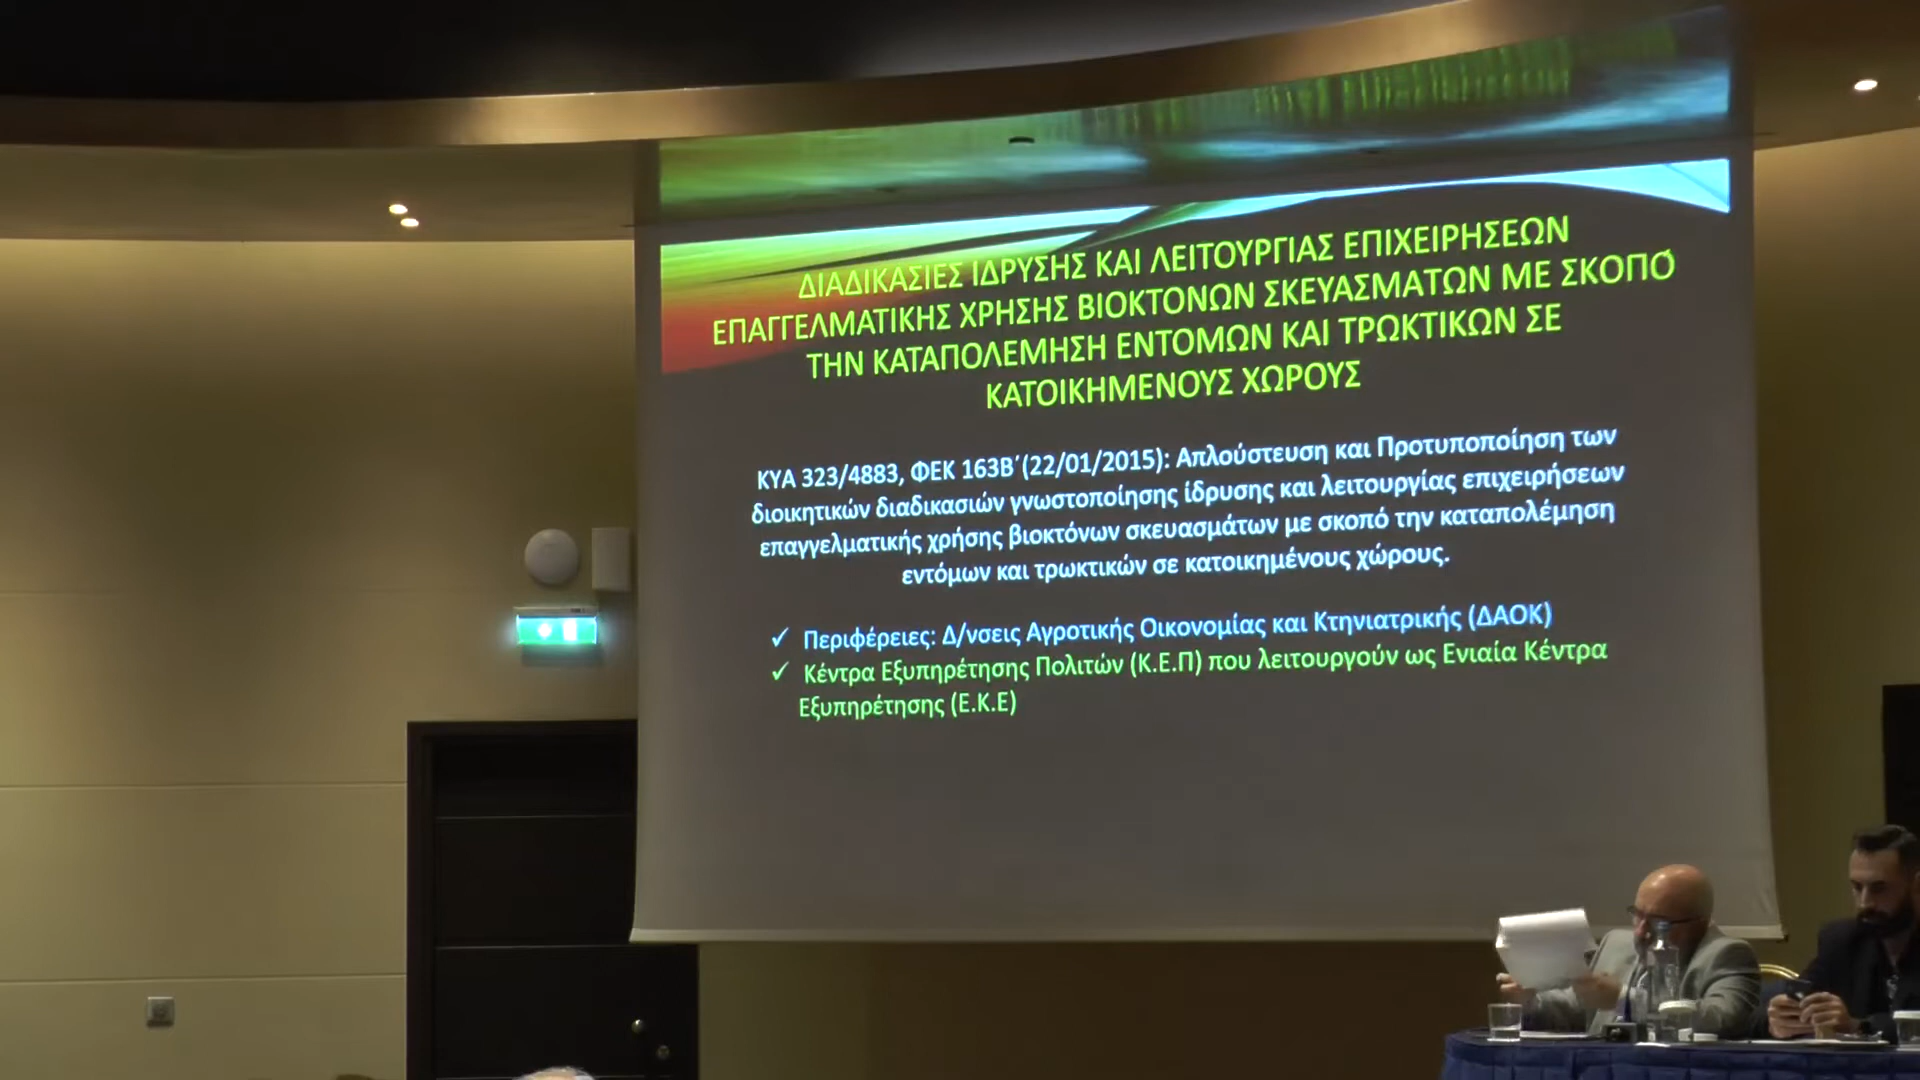 ΔΙΑΔΙΚΑΣΙΕΣ ΙΔΡΥΣΗΣ ΚΑΙ ΛΕΙΤΟΥΡΓΙΑΣ ΕΠΙΧΕΙΡΗΣΕΩΝ
ΕΠΑΓΓΕΛΜΑΤΙΚΗΣ ΧΡΗΣΗΣ ΒΙΟΚΤΟΝΩΝ ΣΚΕΥΑΣΜΑΤΩΝ ΜΕ ΣΚΟΠΌ
ΤΗΝ ΚΑΤΑΠΟΛΕΜΗΣΗ ΕΝΤΟΜΩΝ ΚΑΙ ΤΡΩΚΤΙΚΩΝ ΣΕ
ΚΑΤΟΙΚΗΜΕΝΟΥΣ ΧΩΡΟΥΣ
ΚΥΑ 323/4883, ΦΕΚ 163Β΄(22/01/2015): Απλούστευση και Προτυποποίηση των
διοικητικών διαδικασιών γνωστοποίησης ίδρυσης και λειτουργίας επιχειρήσεων
επαγγελματικής χρήσης βιοκτόνων σκευασμάτων με σκοπό την καταπολέμηση
εντόμων και τρωκτικών σε κατοικημένους χώρους.
✓ Περιφέρειες: Δ/νσεις Αγροτικής Οικονομίας και Κτηνιατρικής (ΔΑΟΚ)
✓ Κέντρα Εξυπηρέτησης Πολιτών (Κ.Ε.Π) που λειτουργούν ως Ενιαία Κέντρα
Εξυπηρέτησης (Ε.Κ.Ε)